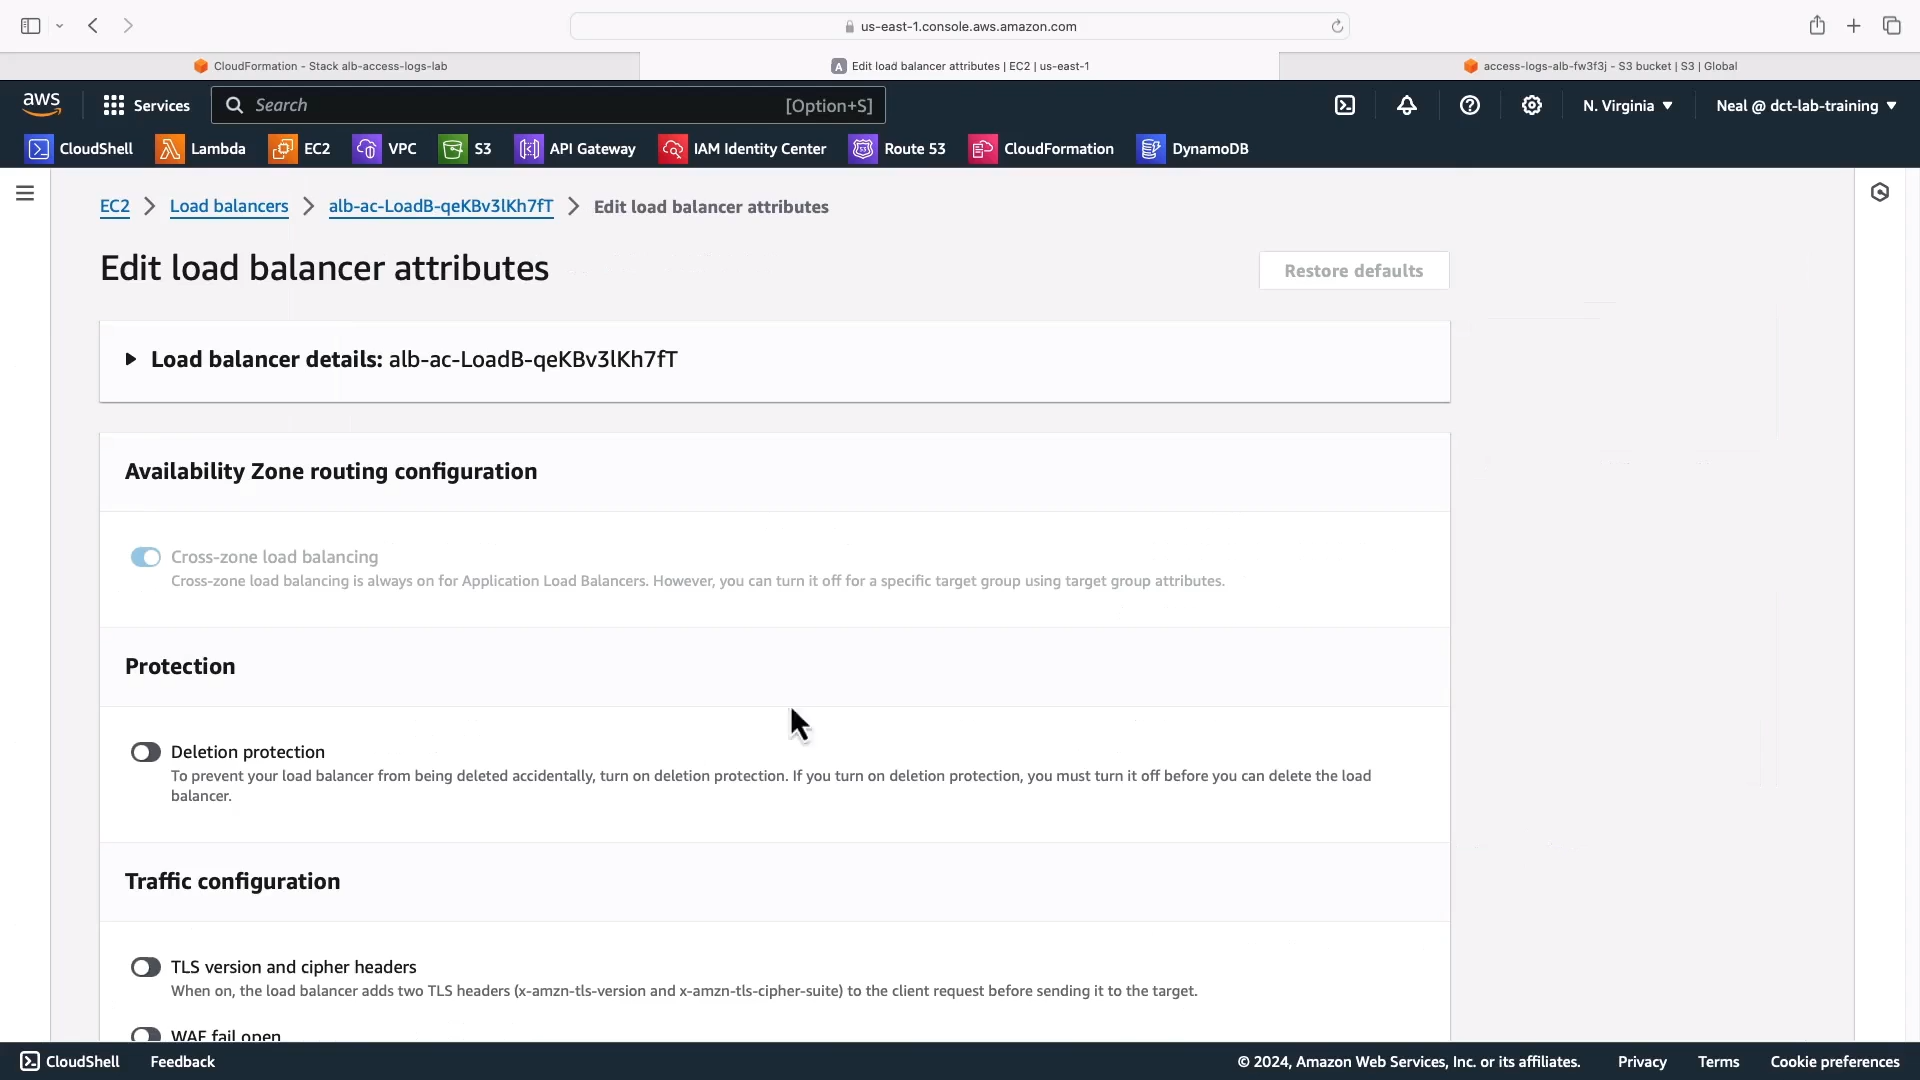 us-east-1.console.aws.amazon.com
CloudFormation - Stack alb-access-logs-lab
A Edit load balancer attributes | EC2 | us-east-1
access-logs-alb-fw3f3j - S3 bucket | S3 | Global
aws
Services
Search
[Option+S]
N. Virginia
Neal @ dct-lab-training
CloudShell
Lambda
EC2
VPC
S3
API Gateway
IAM Identity Center
Route 53
CloudFormation
DynamoDB
EC2
Load balancers
alb-ac-LoadB-qeKBv3lKh7fT
Edit load balancer attributes
Edit load balancer attributes
Restore defaults
Load balancer details: alb-ac-LoadB-qeKBv3lKh7fT
Availability Zone routing configuration
Cross-zone load balancing
Cross-zone load balancing is always on for Application Load Balancers. However, you can turn it off for a specific target group using target group attributes.
Protection
Deletion protection
To prevent your load balancer from being deleted accidentally, turn on deletion protection. If you turn on deletion protection, you must turn it off before you can delete the load
balancer.
Traffic configuration
TLS version and cipher headers
When on, the load balancer adds two TLS headers (x-amzn-tls-version and x-amzn-tls-cipher-suite) to the client request before sending it to the target.
WAF fail open
CloudShell
Feedback
© 2024, Amazon Web Services, Inc. or its affiliates.
Privacy
Terms
Cookie preferences